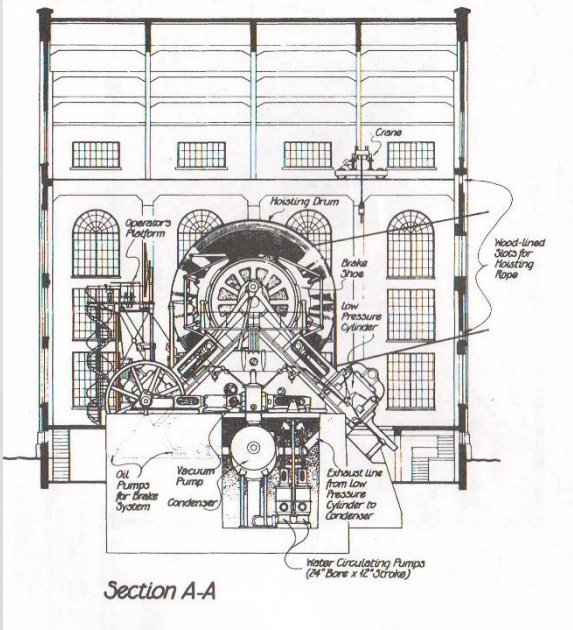 Crane
Hoisting Drum
Operator's
Platform
Wood-lined
Slots for
Hoisting
Rope
Brake
Shoe
Low
Pressure
Cylinder
Oil
Pumps
for Brake
System
Vacuum
Pump
Condenser
Exhaust line
from Low
Pressure
Cylinder to
Condenser
Water Circulating Pumps
(24" Bore x 12" Stroke)
Section A-A